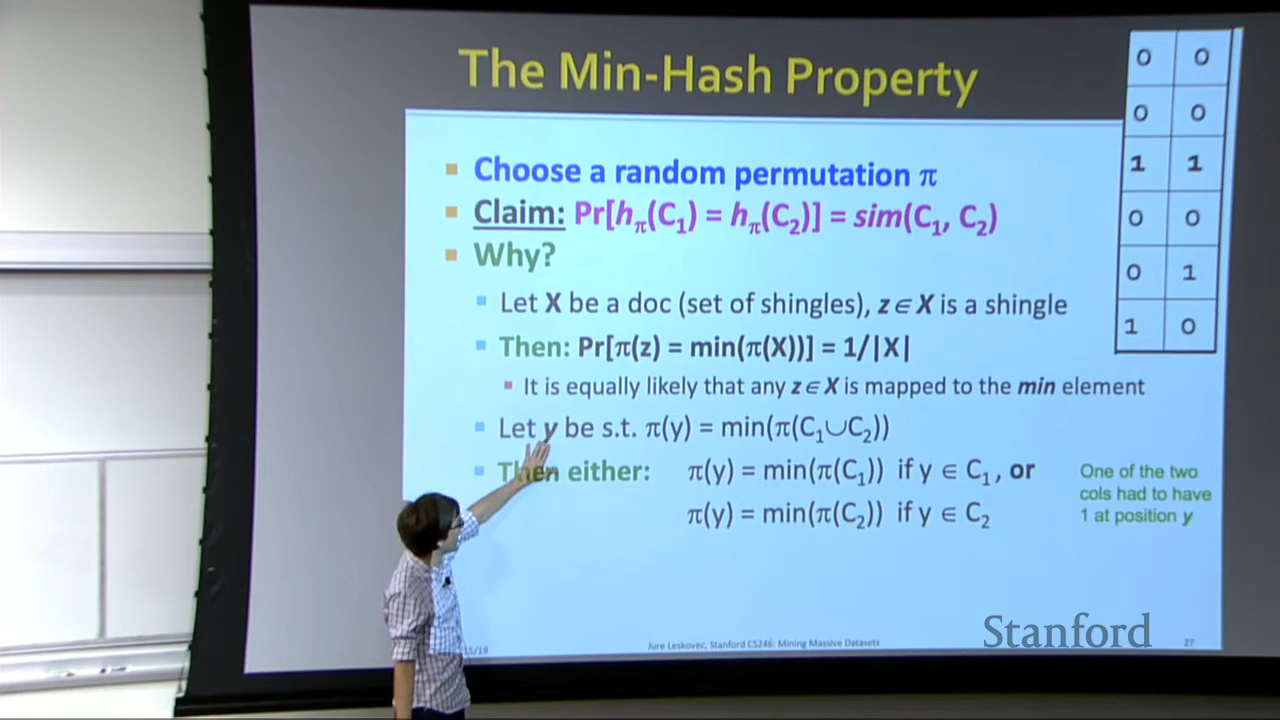 The Min-Hash Property
Choose a random permutation π
Claim: Pr[hπ(C1) = hπ(C2)] = sim(C1, C2)
Why?
Let X be a doc (set of shingles), z ∈ X is a shingle
Then: Pr[π(z) = min(π(X))] = 1/|X|
It is equally likely that any z ∈ X is mapped to the min element
Let y be s.t. π(y) = min(π(C1∪C2))
Then either: π(y) = min(π(C1)) if y ∈ C1, or
π(y) = min(π(C2)) if y ∈ C2
One of the two
cols had to have
1 at position y
0 0
0 0
1 1
0 0
0 1
1 0
Stanford
/19
Jure Leskovec, Stanford CS246: Mining Massive Datasets
27